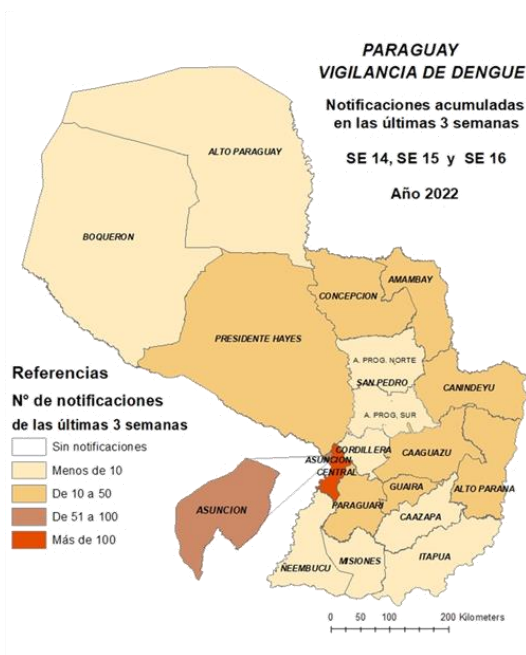 PARAGUAY
VIGILANCIA DE DENGUE
Notificaciones acumuladas
en las últimas 3 semanas
SE 14, SE 15 y SE 16
Año 2022
ALTO PARAGUAY
BOQUERON
AMAMBAY
CONCEPCION
PRESIDENTE HAYES
A. PROG. NORTE
SAN PEDRO
CANINDEYU
A. PROG. SUR
CORDILLERA
CAAGUAZU
ASUNCION
CENTRAL
GUAIRA
ALTO PARANA
PARAGUARI
CAAZAPA
ASUNCION
ITAPUA
MISIONES
ÑEEMBUCU
Referencias
N° de notificaciones
de las últimas 3 semanas
Sin notificaciones
Menos de 10
De 10 a 50
De 51 a 100
Más de 100
0 50 100 200 Kilometers